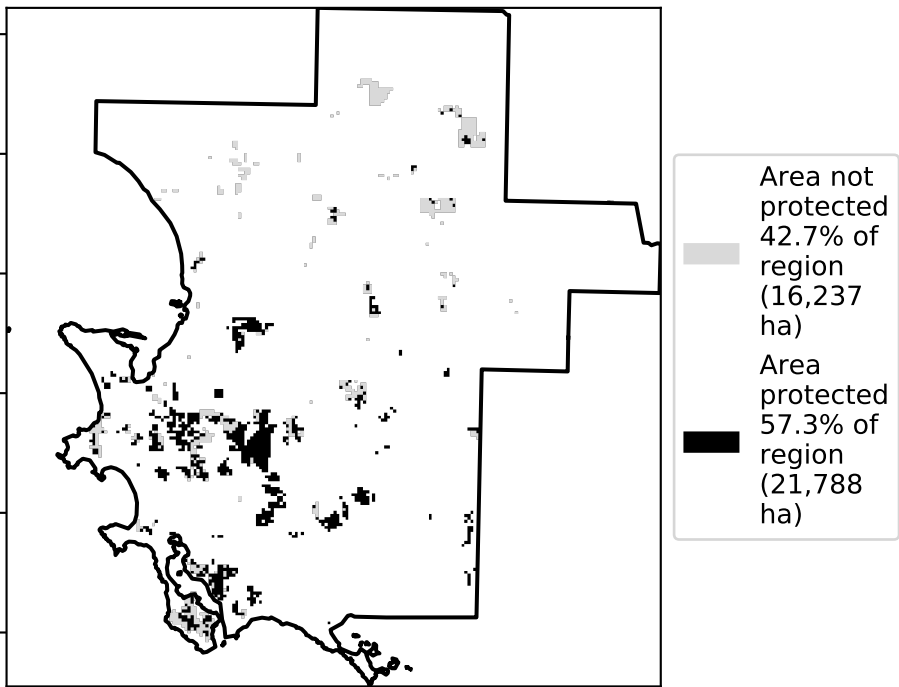 Area not
protected
42.7% of
region
(16,237
ha)
Area
protected
57.3% of
region
(21,788
ha)